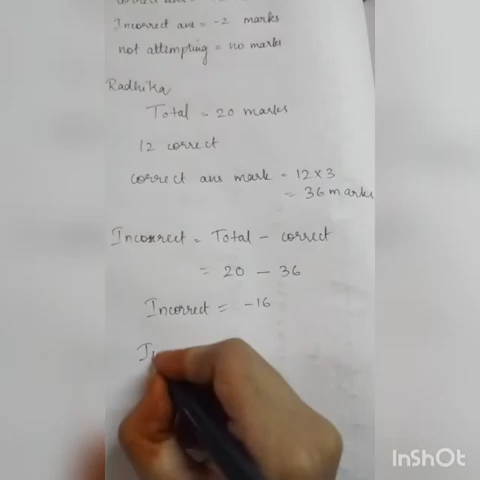 Incorrect ans = -2 marks
not attempting = no marks
Radhika
Total = 20 marks
12 correct
correct ans mark = 12 x 3
= 36 marks
Incorrect = Total - correct
= 20 - 36
Incorrect = -16
InShOt